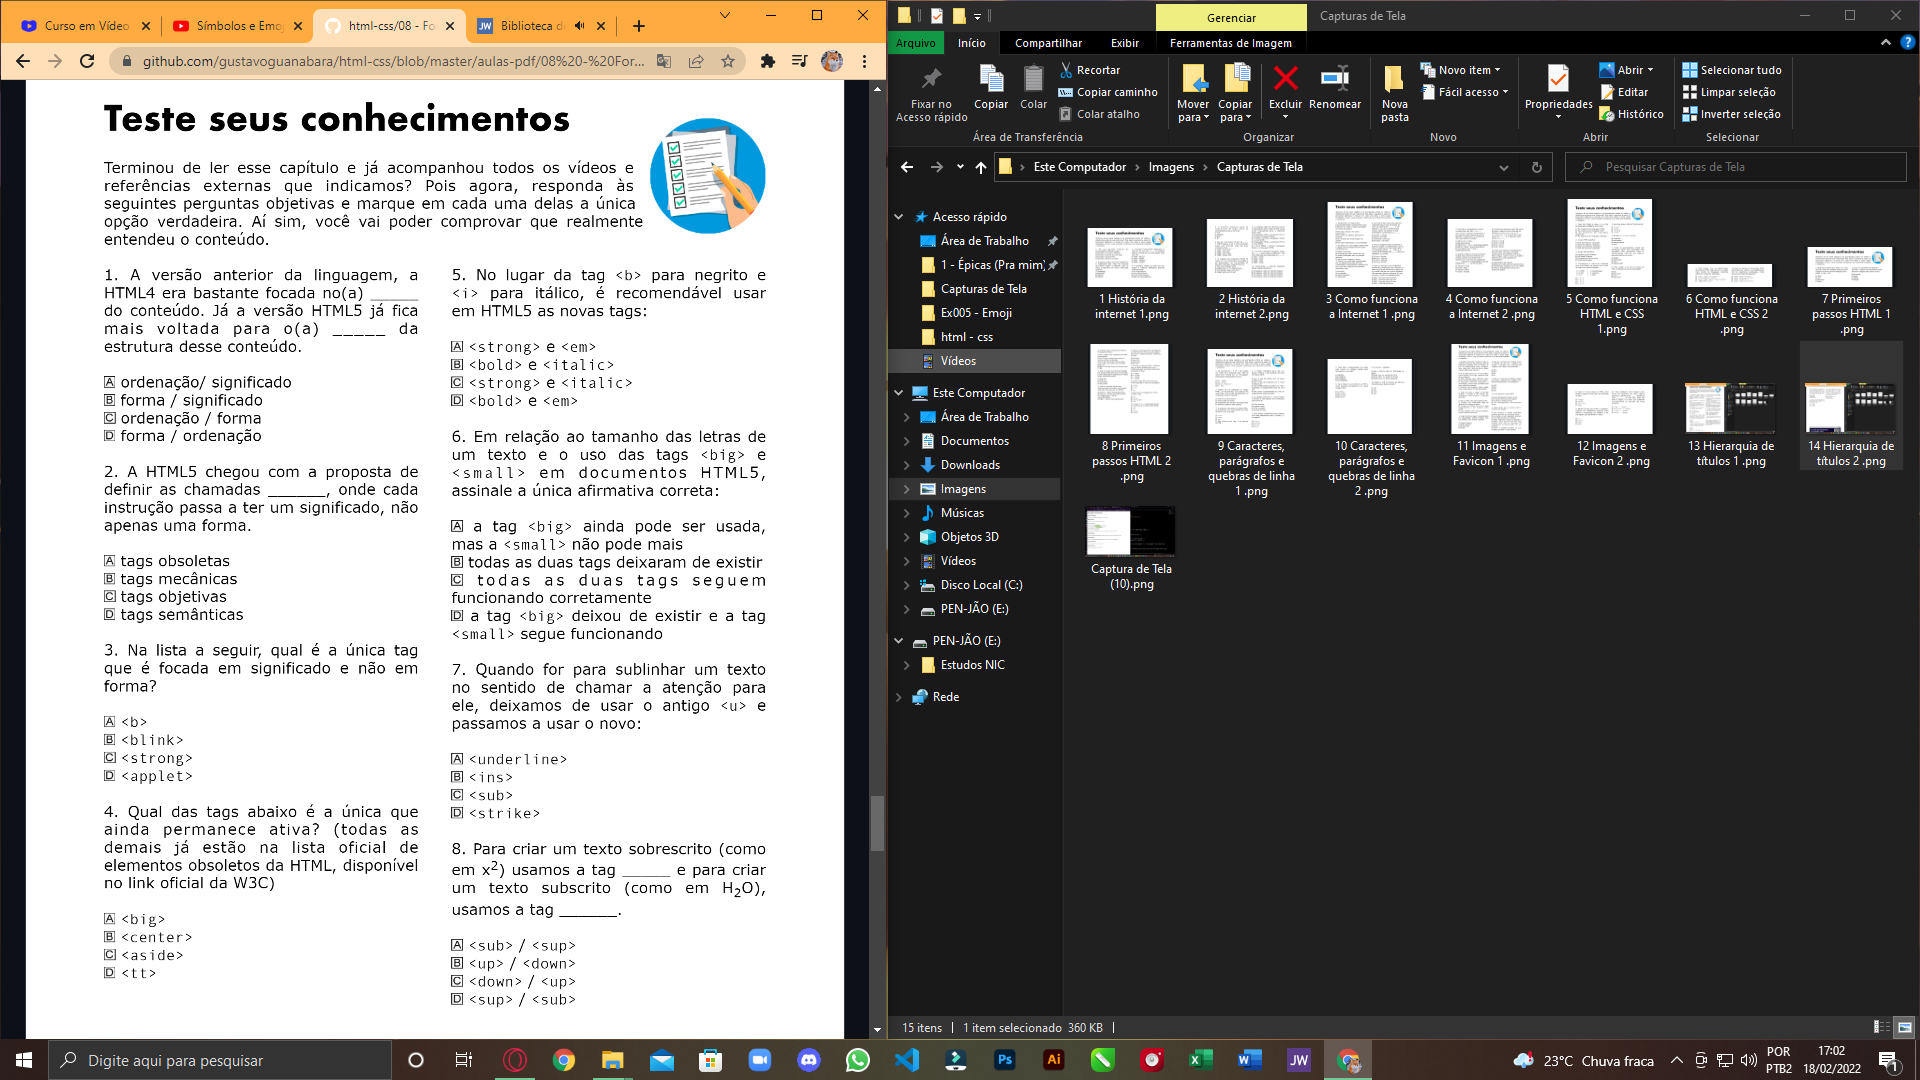 Curso em Vídeo
Símbolos e Emoj
html-css/08 - Fo
Biblioteca d
github.com/gustavoguanabara/html-css/blob/master/aulas-pdf/08%20-%20For...
Teste seus conhecimentos
Terminou de ler esse capítulo e já acompanhou todos os vídeos e
referências externas que indicamos? Pois agora, responda às
seguintes perguntas objetivas e marque em cada uma delas a única
opção verdadeira. Aí sim, você vai poder comprovar que realmente
entendeu o conteúdo.
1. A versão anterior da linguagem, a
HTML4 era bastante focada no(a) _____
do conteúdo. Já a versão HTML5 já fica
mais voltada para o(a) _____ da
estrutura desse conteúdo.
A ordenação/ significado
B forma / significado
C ordenação / forma
D forma / ordenação
2. A HTML5 chegou com a proposta de
definir as chamadas ______, onde cada
instrução passa a ter um significado, não
apenas uma forma.
A tags obsoletas
B tags mecânicas
C tags objetivas
D tags semânticas
3. Na lista a seguir, qual é a única tag
que é focada em significado e não em
forma?
A <b>
B <blink>
C <strong>
D <applet>
4. Qual das tags abaixo é a única que
ainda permanece ativa? (todas as
demais já estão na lista oficial de
elementos obsoletos da HTML, disponível
no link oficial da W3C)
A <big>
B <center>
C <aside>
D <tt>
5. No lugar da tag <b> para negrito e
<i> para itálico, é recomendável usar
em HTML5 as novas tags:
A <strong> e <em>
B <bold> e <italic>
C <strong> e <italic>
D <bold> e <em>
6. Em relação ao tamanho das letras de
um texto e o uso das tags <big> e
<small> em documentos HTML5,
assinale a única afirmativa correta:
A a tag <big> ainda pode ser usada,
mas a <small> não pode mais
B todas as duas tags deixaram de existir
C todas as duas tags seguem
funcionando corretamente
D a tag <big> deixou de existir e a tag
<small> segue funcionando
7. Quando for para sublinhar um texto
no sentido de chamar a atenção para
ele, deixamos de usar o antigo <u> e
passamos a usar o novo:
A <underline>
B <ins>
C <sub>
D <strike>
8. Para criar um texto sobrescrito (como
em x²) usamos a tag _____ e para criar
um texto subscrito (como em H₂O),
usamos a tag ______.
A <sub> / <sup>
B <up> / <down>
C <down> / <up>
D <sup> / <sub>
Gerenciar
Capturas de Tela
Arquivo
Início
Compartilhar
Exibir
Ferramentas de Imagem
Fixar no
Acesso rápido
Copiar
Colar
Recortar
Copiar caminho
Colar atalho
Área de Transferência
Mover
para
Copiar
para
Excluir
Renomear
Organizar
Nova
pasta
Novo item
Fácil acesso
Novo
Propriedades
Abrir
Editar
Histórico
Abrir
Selecionar tudo
Limpar seleção
Inverter seleção
Selecionar
Este Computador
Imagens
Capturas de Tela
Pesquisar Capturas de Tela
Acesso rápido
Área de Trabalho
1 - Épicas (Pra mim)
Capturas de Tela
Ex005 - Emoji
html - css
Vídeos
Este Computador
Área de Trabalho
Documentos
Downloads
Imagens
Músicas
Objetos 3D
Vídeos
Disco Local (C:)
PEN-JÃO (E:)
PEN-JÃO (E:)
Estudos NIC
Rede
1 História da
internet 1.png
2 História da
internet 2.png
3 Como funciona
a Internet 1 .png
4 Como funciona
a Internet 2 .png
5 Como funciona
HTML e CSS
1.png
6 Como funciona
HTML e CSS 2
.png
7 Primeiros
passos HTML 1
.png
8 Primeiros
passos HTML 2
.png
9 Caracteres,
parágrafos e
quebras de linha
1 .png
10 Caracteres,
parágrafos e
quebras de linha
2 .png
11 Imagens e
Favicon 1 .png
12 Imagens e
Favicon 2 .png
13 Hierarquia de
títulos 1 .png
14 Hierarquia de
títulos 2 .png
Captura de Tela
(10).png
15 itens
1 item selecionado 360 KB
Digite aqui para pesquisar
Ps
Ai
JW
23°C Chuva fraca
POR
PTB2
17:02
18/02/2022
1